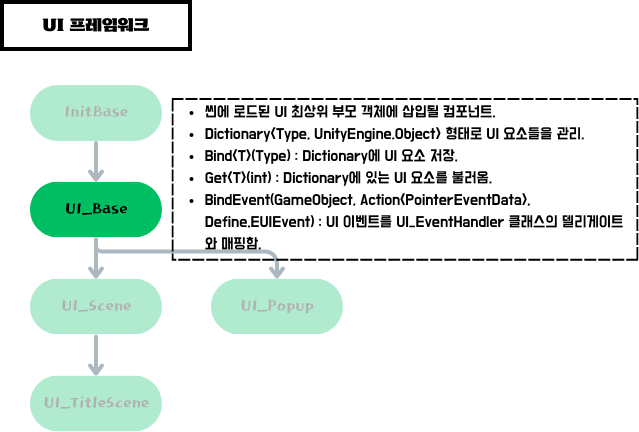 UI 프레임워크
InitBase
• 씬에 로드된 UI 최상위 부모 객체에 삽입될 컴포넌트.
• Dictionary<Type, UnityEngine.Object> 형태로 UI 요소들을 관리.
• Bind<T>(Type) : Dictionary에 UI 요소 저장.
• Get<T>(int) : Dictionary에 있는 UI 요소를 불러옴.
• BindEvent(GameObject, Action<PointerEventData>,
Define.EUIEvent) : UI 이벤트를 UI_EventHandler 클래스의 델리게이트
와 매핑함.
UI_Base
UI_Scene
UI_Popup
UI_TitleScene